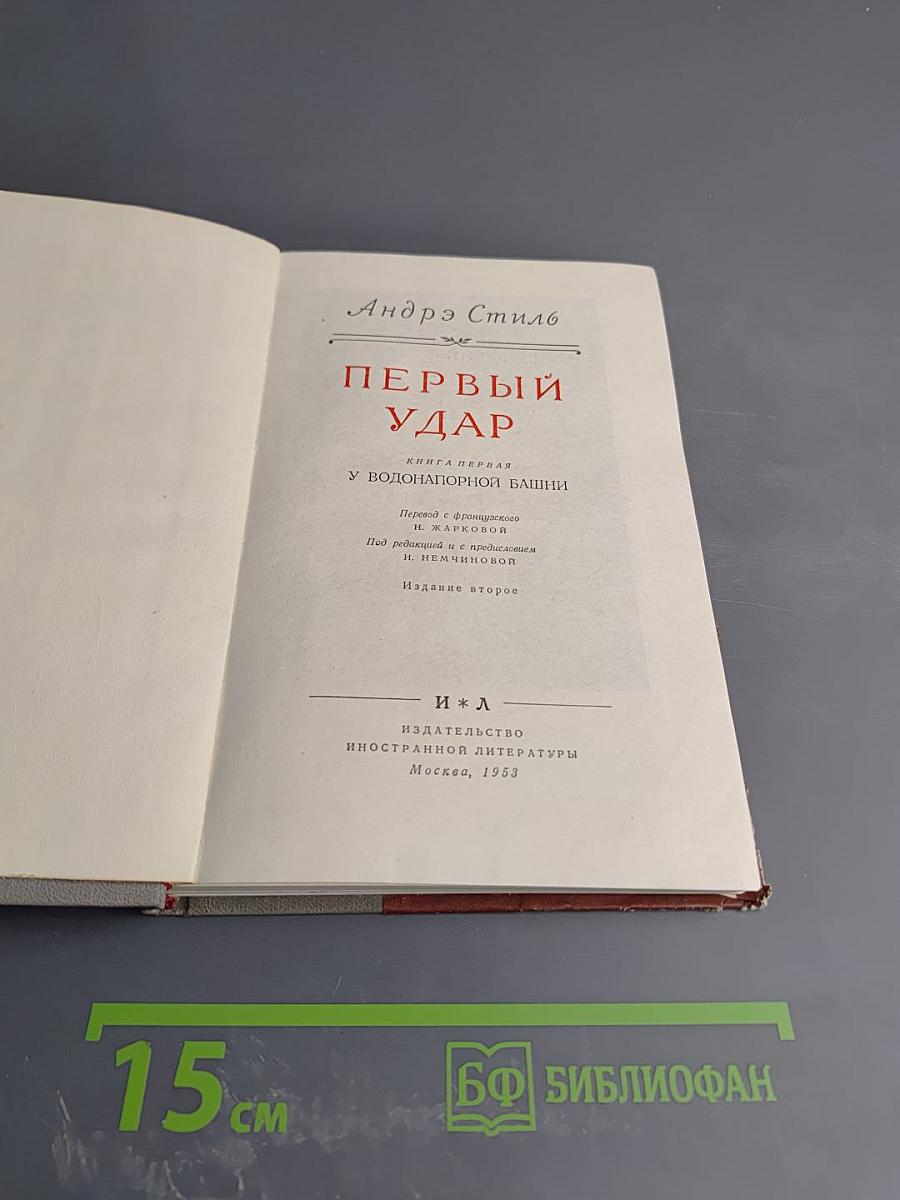 Андрэ Стиль
ПЕРВЫЙ
УДАР
КНИГА ПЕРВАЯ
У ВОДОНАПОРНОЙ БАШНИ
Перевод с французского
Н. ЖАРКОВОЙ
Под редакцией и с предисловием
Н. НЕМЧИНОВОЙ
Издание второе
И * Л
ИЗДАТЕЛЬСТВО
ИНОСТРАННОЙ ЛИТЕРАТУРЫ
Москва, 1953
15 см
БФ БИБЛИОФАН